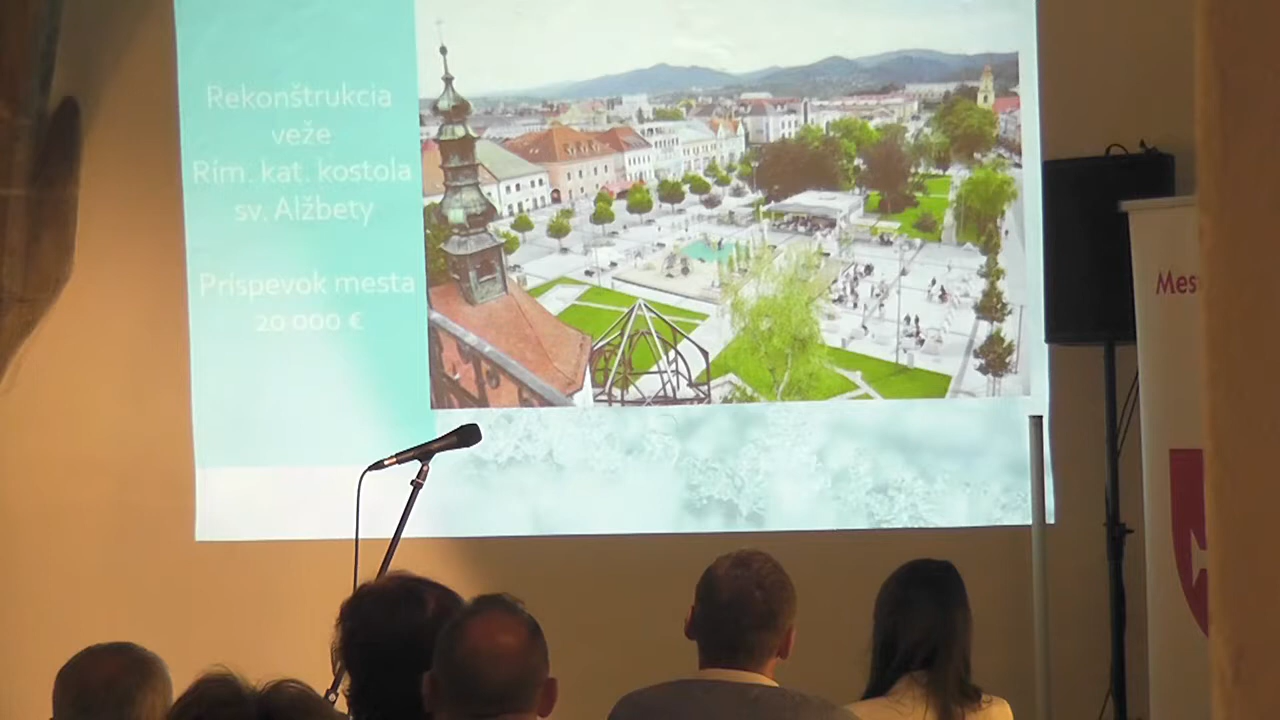 Rekonštrukcia
veže
Rím. kat. kostola
sv. Alžbety
Príspevok mesta
20 000 €
Mes